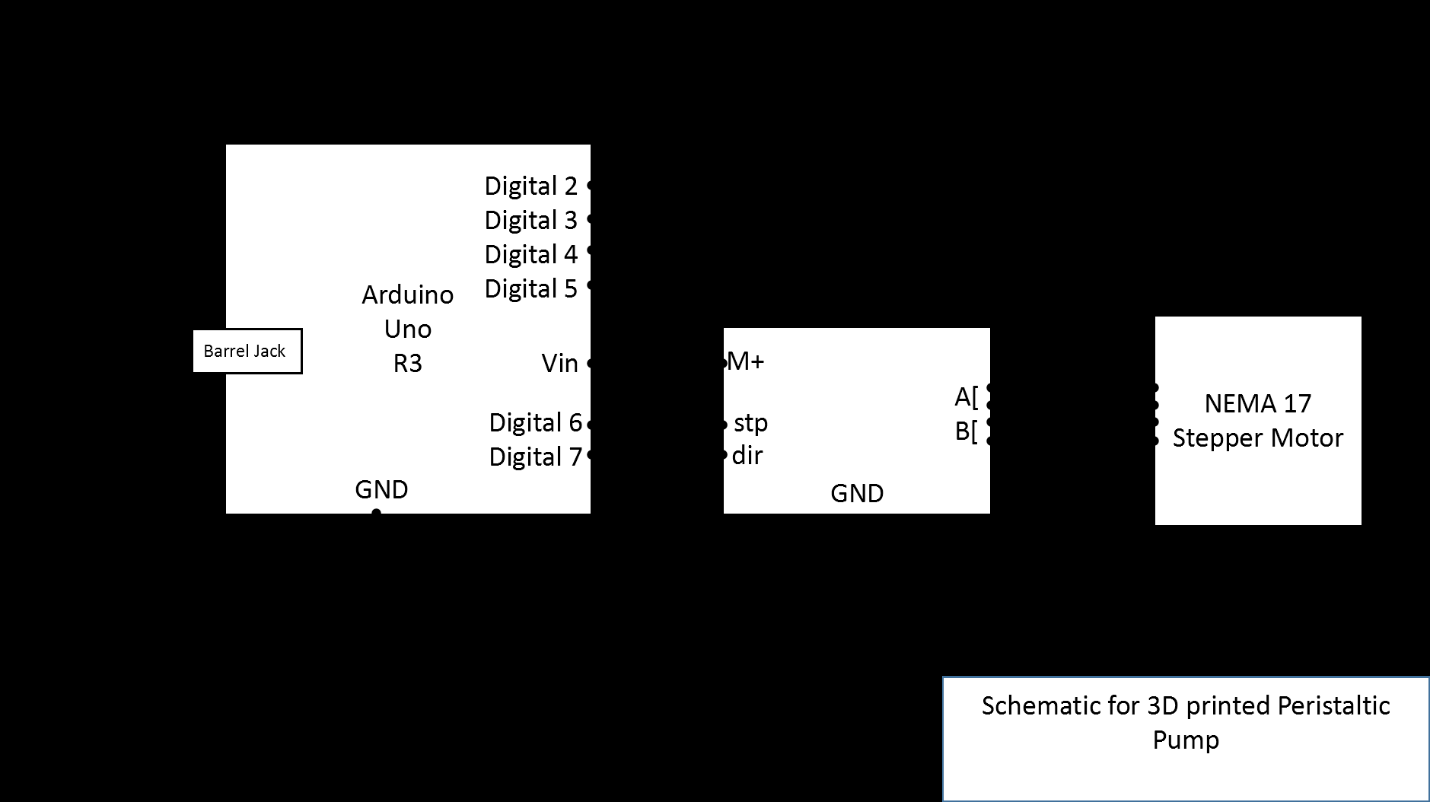 Digital 2
Digital 3
Digital 4
Digital 5
Arduino
Uno
R3
Barrel Jack
Vin
Digital 6
Digital 7
GND
M+
stp
dir
A[
B[
GND
NEMA 17
Stepper Motor
Schematic for 3D printed Peristaltic
Pump